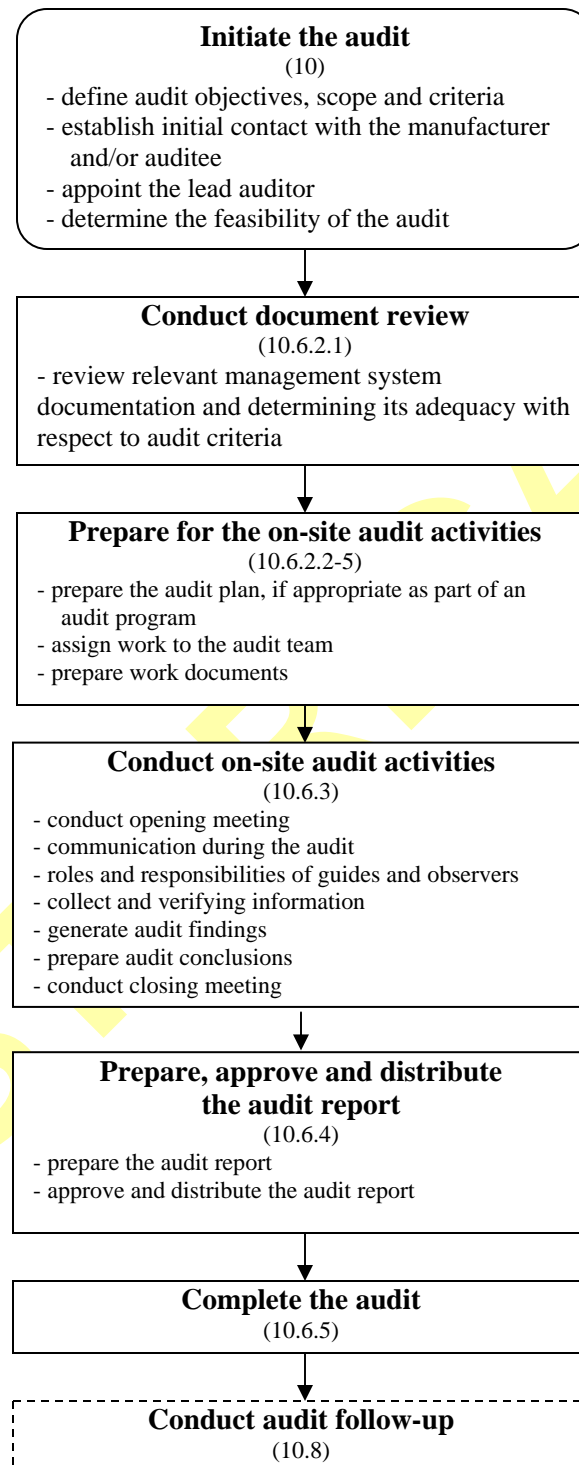 Initiate the audit
(10)
- define audit objectives, scope and criteria
- establish initial contact with the manufacturer
and/or auditee
- appoint the lead auditor
- determine the feasibility of the audit
Conduct document review
(10.6.2.1)
- review relevant management system
documentation and determining its adequacy with
respect to audit criteria
Prepare for the on-site audit activities
(10.6.2.2-5)
- prepare the audit plan, if appropriate as part of an
audit program
- assign work to the audit team
- prepare work documents
Conduct on-site audit activities
(10.6.3)
- conduct opening meeting
- communication during the audit
- roles and responsibilities of guides and observers
- collect and verifying information
- generate audit findings
- prepare audit conclusions
- conduct closing meeting
Prepare, approve and distribute
the audit report
(10.6.4)
- prepare the audit report
- approve and distribute the audit report
Complete the audit
(10.6.5)
Conduct audit follow-up
(10.8)